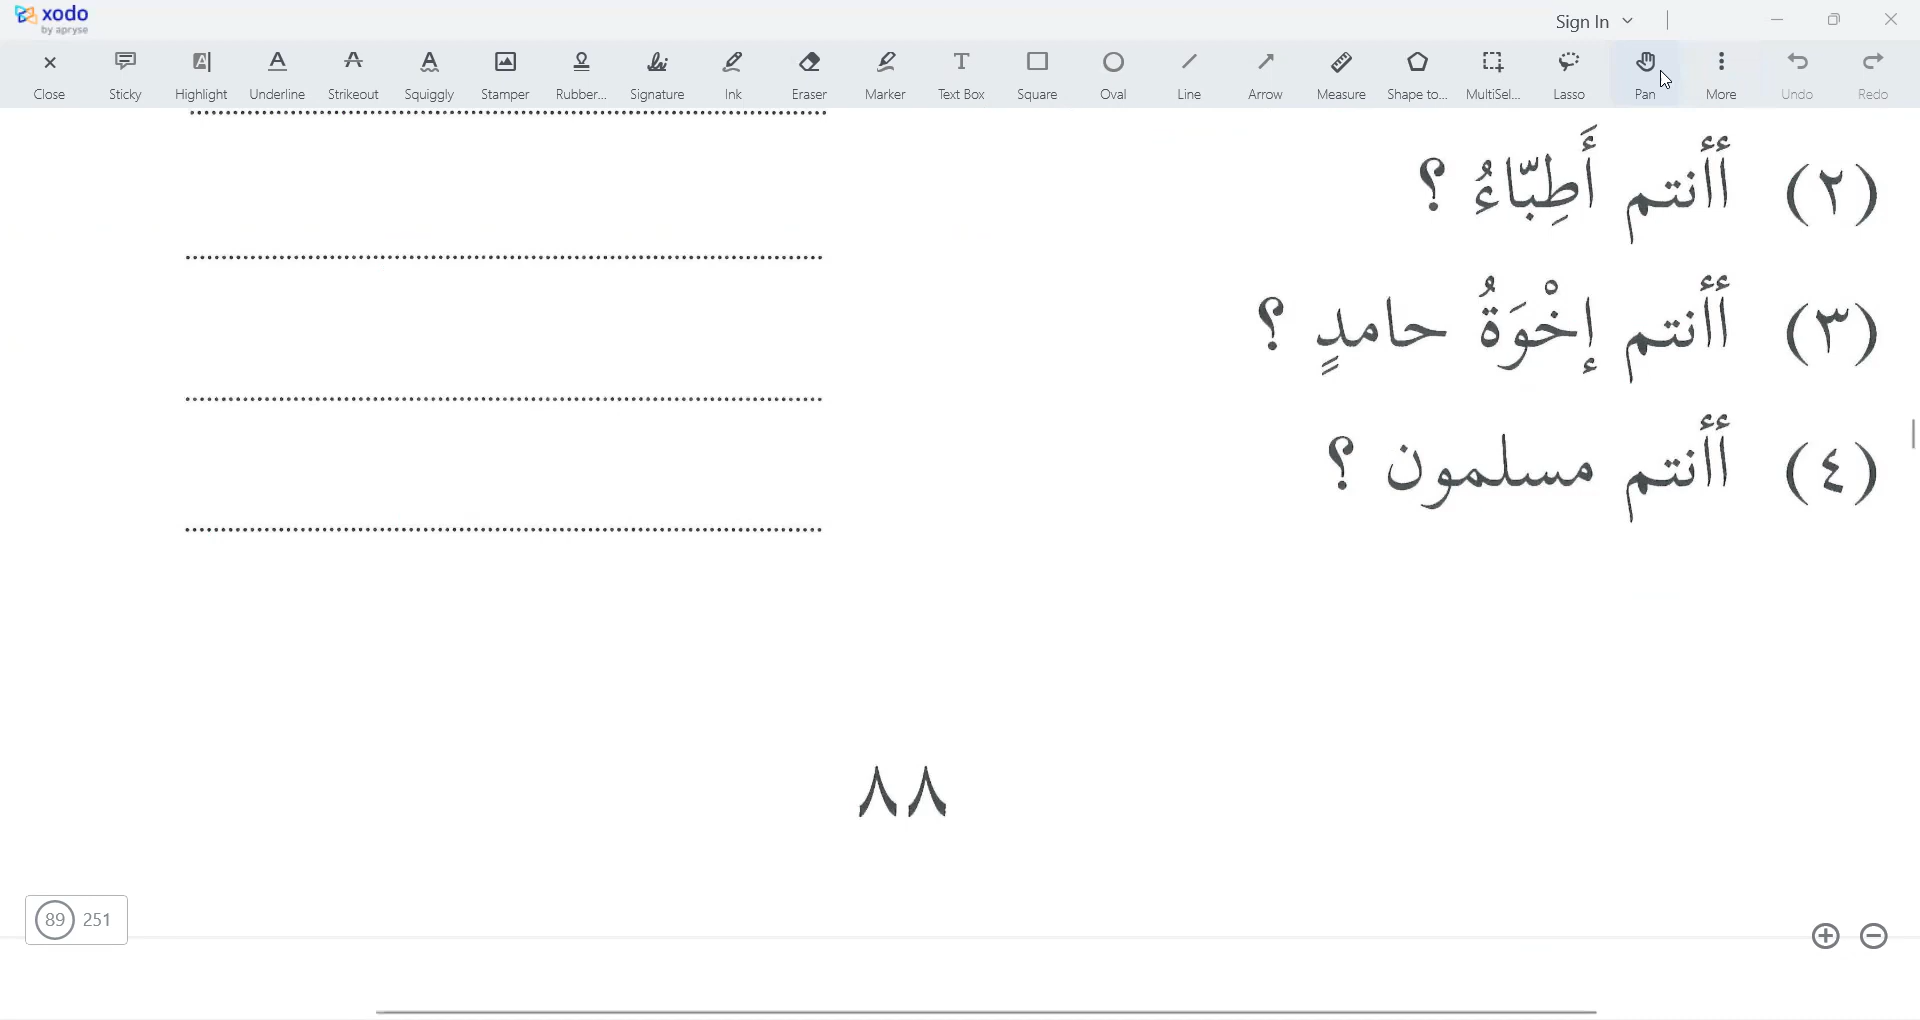 xodo
by apryse
Sign In
Close Sticky Highlight Underline Strikeout Squiggly Stamper Rubber... Signature Ink Eraser Marker Text Box Square Oval Line Arrow Measure Shape to... MultiSel... Lasso Pan More Undo Redo
(٢) أأنتم أَطِبّاءُ ؟
(٣) أأنتم إِخْوَةُ حامدٍ ؟
(٤) أأنتم مسلمون ؟
٨٨
89 251